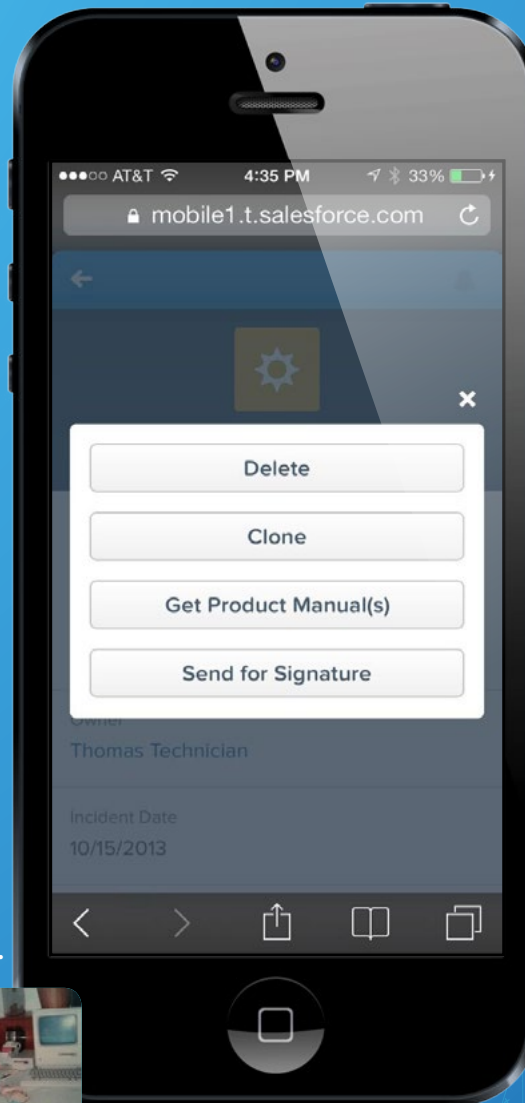 AT&T 4:35 PM 33%
mobile1.t.salesforce.com
Delete
Clone
Get Product Manual(s)
Send for Signature
Owner
Thomas Technician
Incident Date
10/15/2013